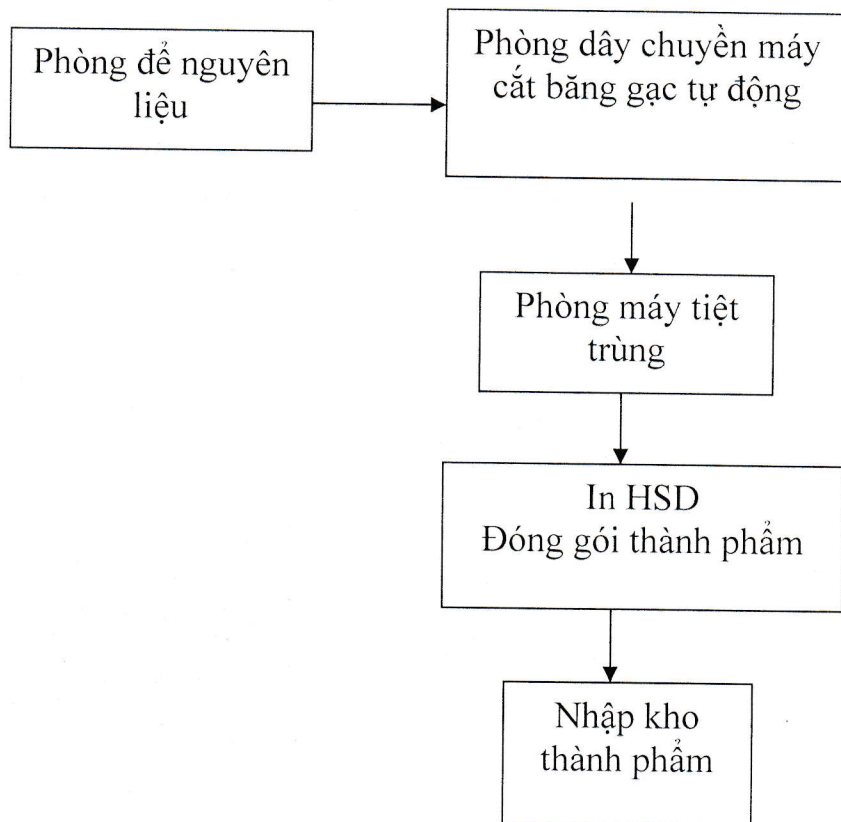 Phòng để nguyên
liệu
Phòng dây chuyền máy
cắt băng gạc tự động
Phòng máy tiệt
trùng
In HSD
Đóng gói thành phẩm
Nhập kho
thành phẩm